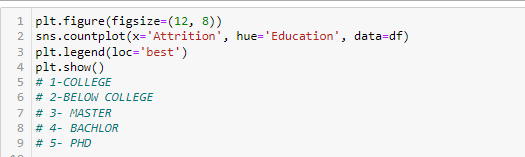 1 plt.figure(figsize=(12, 8))
2 sns.countplot(x='Attrition', hue='Education', data=df)
3 plt.legend(loc='best')
4 plt.show()
5 # 1-COLLEGE
6 # 2-BELOW COLLEGE
7 # 3- MASTER
8 # 4- BACHLOR
9 # 5- PHD